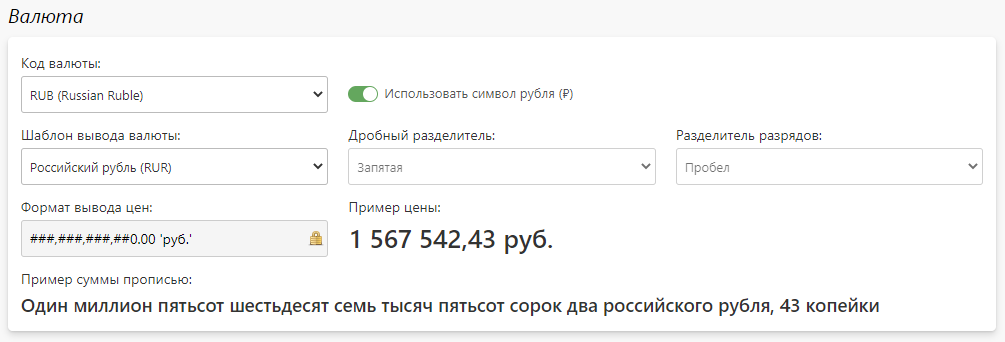 Валюта
Код валюты:
RUB (Russian Ruble)
Использовать символ рубля (₽)
Шаблон вывода валюты:
Дробный разделитель:
Разделитель разрядов:
Российский рубль (RUR)
Запятая
Пробел
Формат вывода цен:
Пример цены:
###,###,###,##0.00 'руб.'
1 567 542,43 руб.
Пример суммы прописью:
Один миллион пятьсот шестьдесят семь тысяч пятьсот сорок два российского рубля, 43 копейки